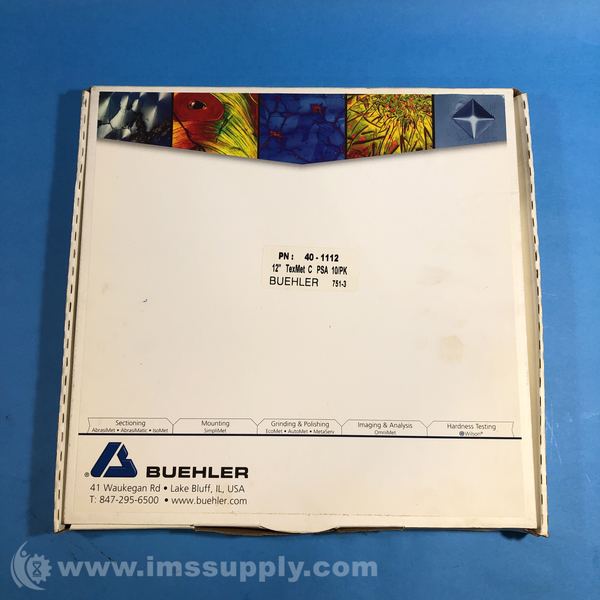 PN: 40-1112
12" TexMet C PSA 10/PK
BUEHLER 751-3
Sectioning
AbrasiMet • AbrasiMatic • IsoMet
Mounting
SimpliMet
Grinding & Polishing
EcoMet • AutoMet • MetaServ
Imaging & Analysis
OmniMet
Hardness Testing
Wilson®
® BUEHLER
41 Waukegan Rd • Lake Bluff, IL, USA
T: 847-295-6500 • www.buehler.com
www.imssupply.com